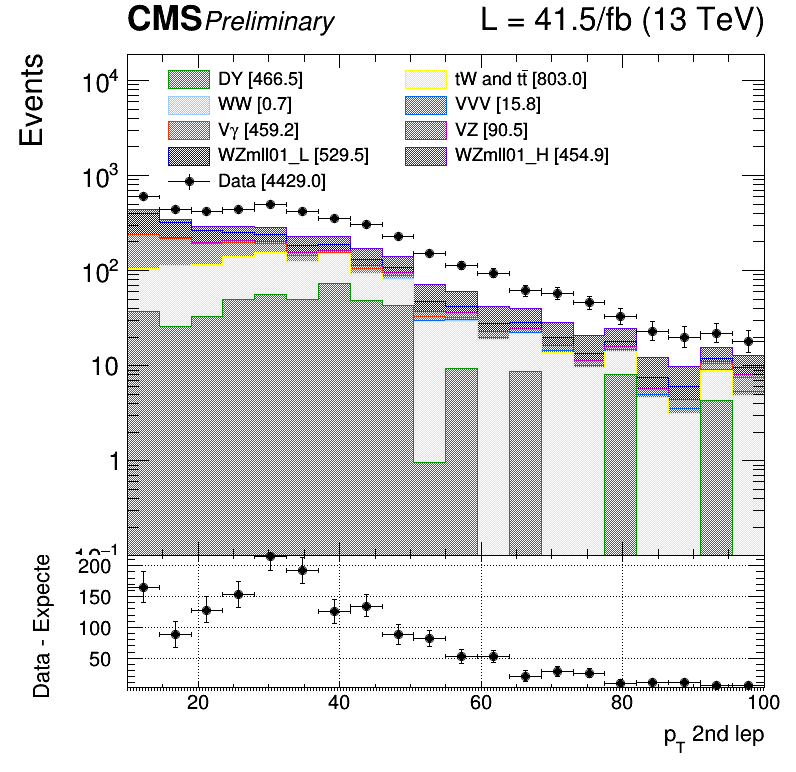 CMS Preliminary L = 41.5/fb (13 TeV)
Events
10⁴
10³
10²
10
1
DY [466.5] tW and tt̄ [803.0]
WW [0.7] VVV [15.8]
Vγ [459.2] VZ [90.5]
WZmll01_L [529.5] WZmll01_H [454.9]
Data [4429.0]
Data - Expecte
200
150
100
50
20 40 60 80 100
p_T 2nd lep